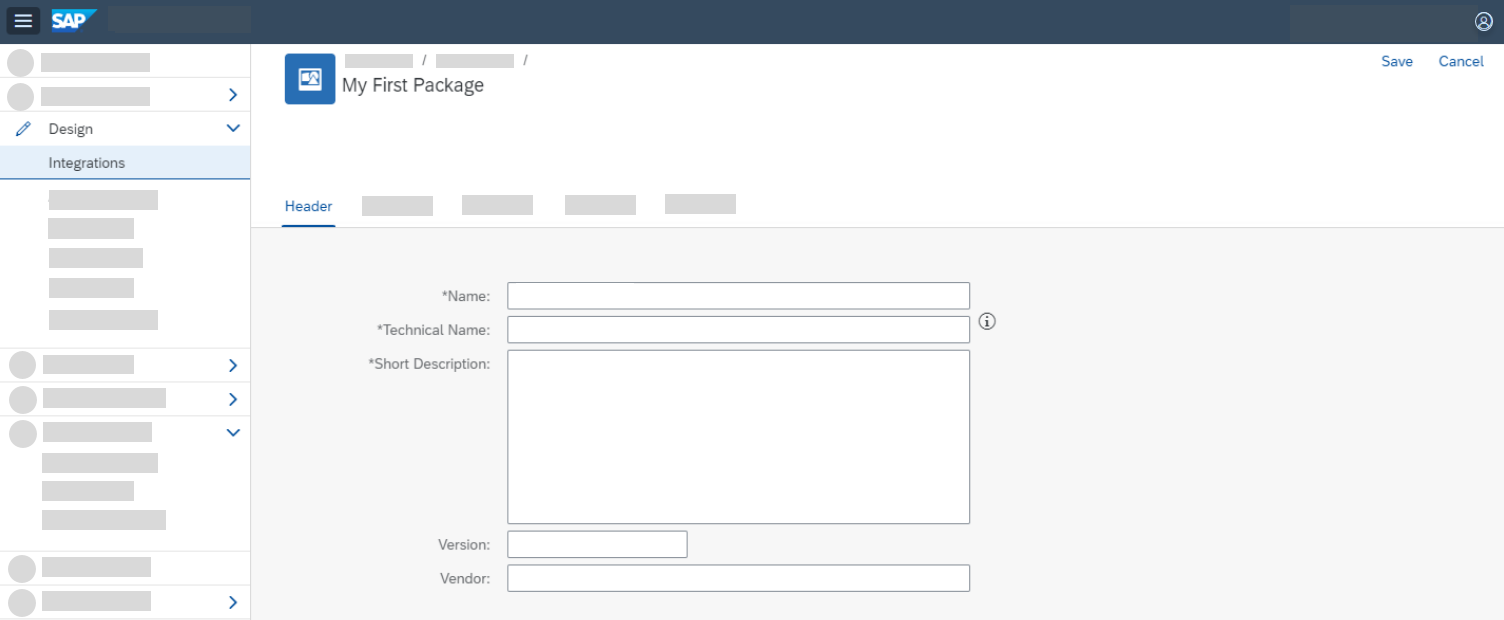 SAP
Design
Integrations
/ /
My First Package
Save Cancel
Header
*Name:
*Technical Name:
*Short Description:
Version:
Vendor: